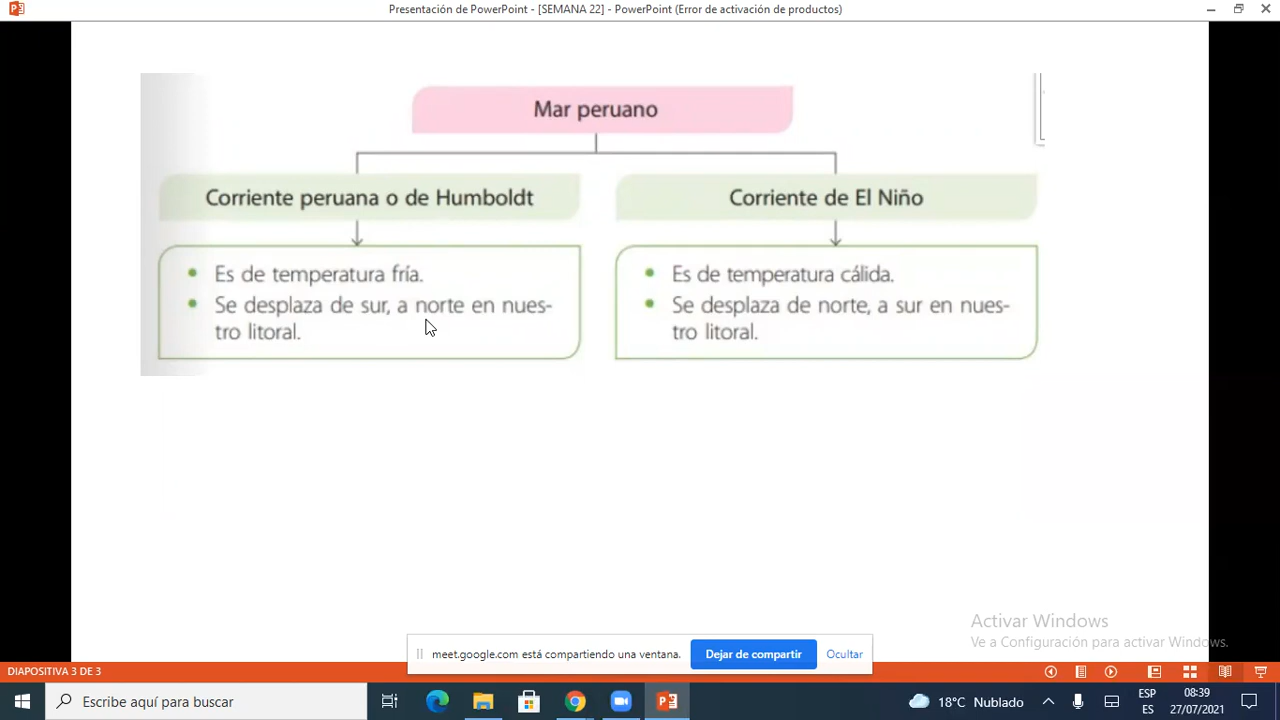 Presentación de PowerPoint - [SEMANA 22] - PowerPoint (Error de activación de productos)
Mar peruano
Corriente peruana o de Humboldt
Corriente de El Niño
• Es de temperatura fría.
• Se desplaza de sur, a norte en nues-
tro litoral.
• Es de temperatura cálida.
• Se desplaza de norte, a sur en nues-
tro litoral.
Activar Windows
Ve a Configuración para activar Windows.
meet.google.com está compartiendo una ventana.
Dejar de compartir
Ocultar
DIAPOSITIVA 3 DE 3
Escribe aquí para buscar
18°C Nublado
ESP
ES
08:39
27/07/2021